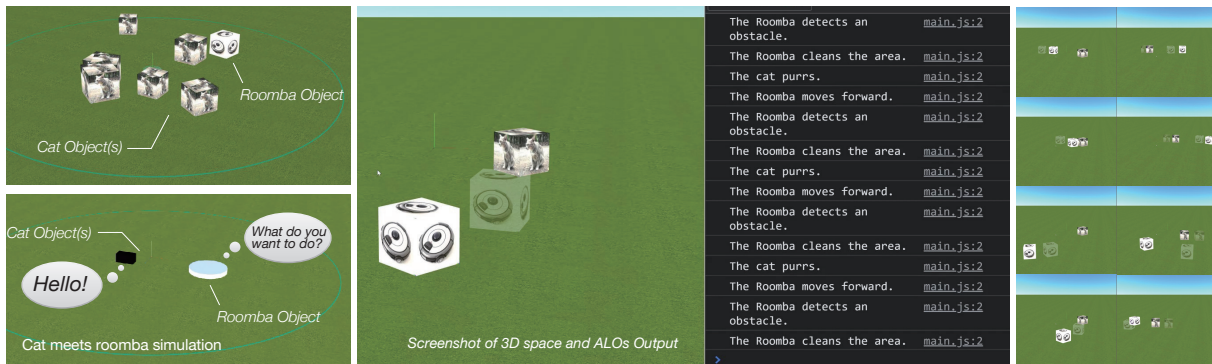 Roomba Object
Cat Object(s)
Cat Object(s)
What do you
want to do?
Hello!
Roomba Object
Cat meets roomba simulation
Screenshot of 3D space and ALOs Output
The Roomba detects an main.js:2
obstacle.
The Roomba cleans the area. main.js:2
The cat purrs. main.js:2
The Roomba moves forward. main.js:2
The Roomba detects an main.js:2
obstacle.
The Roomba cleans the area. main.js:2
The cat purrs. main.js:2
The Roomba moves forward. main.js:2
The Roomba detects an main.js:2
obstacle.
The Roomba cleans the area. main.js:2
The cat purrs. main.js:2
The Roomba moves forward. main.js:2
The Roomba detects an main.js:2
obstacle.
The Roomba cleans the area. main.js:2